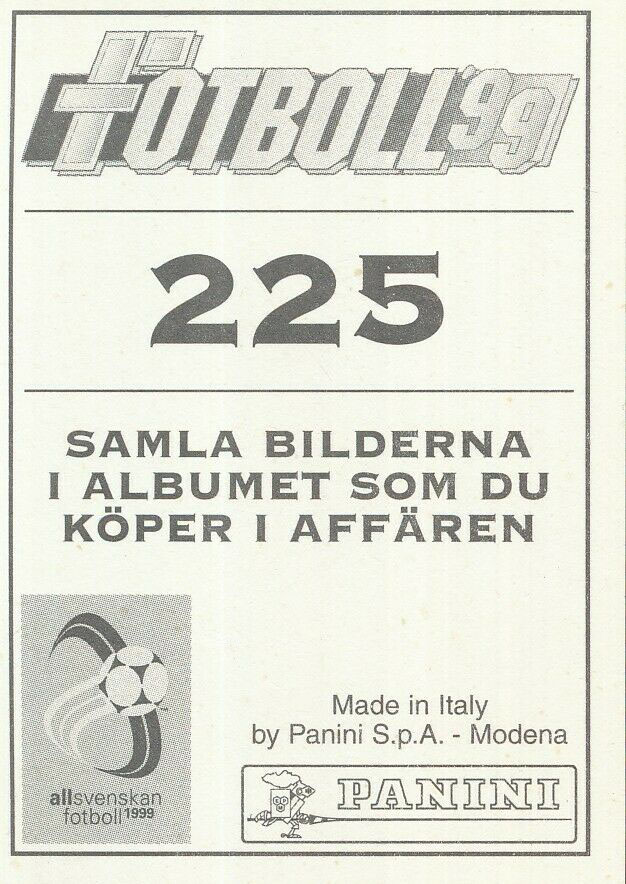 FOTBOLL '99
225
SAMLA BILDERNA
I ALBUMET SOM DU
KÖPER I AFFÄREN
allsvenskan
fotboll 1999
Made in Italy
by Panini S.p.A. - Modena
PANINI